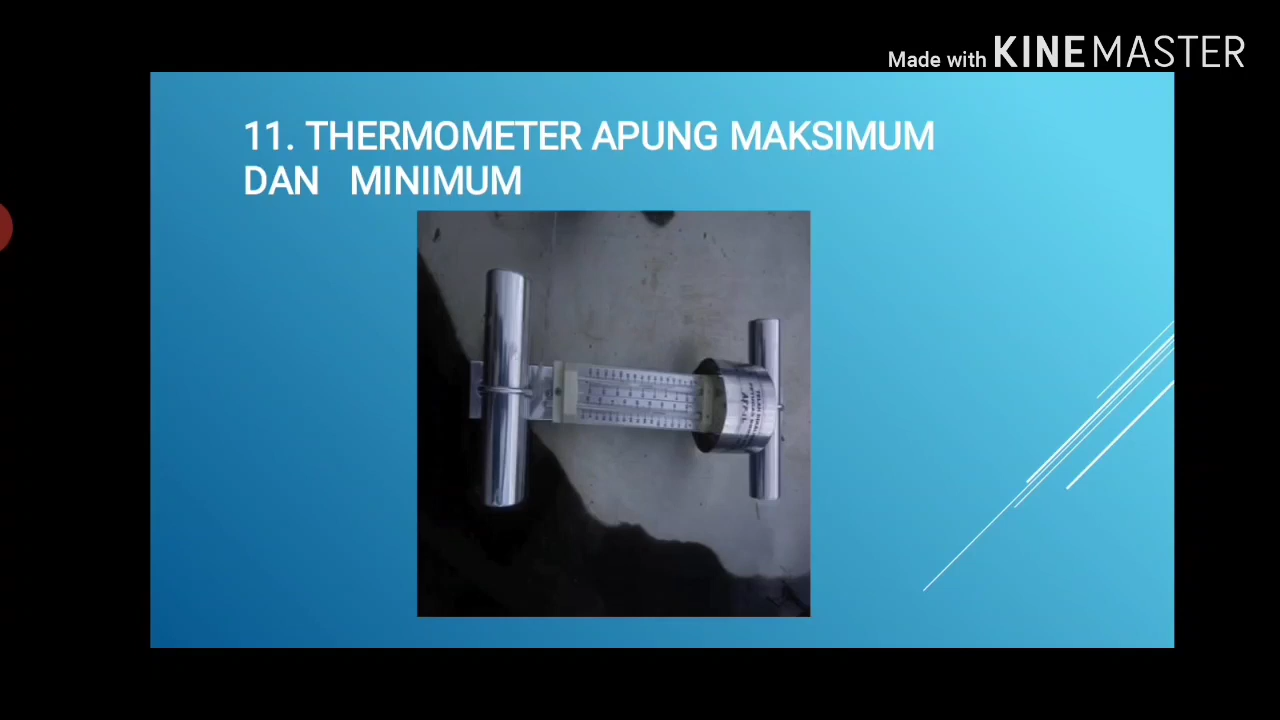 Made with KINEMASTER
11. THERMOMETER APUNG MAKSIMUM
DAN MINIMUM